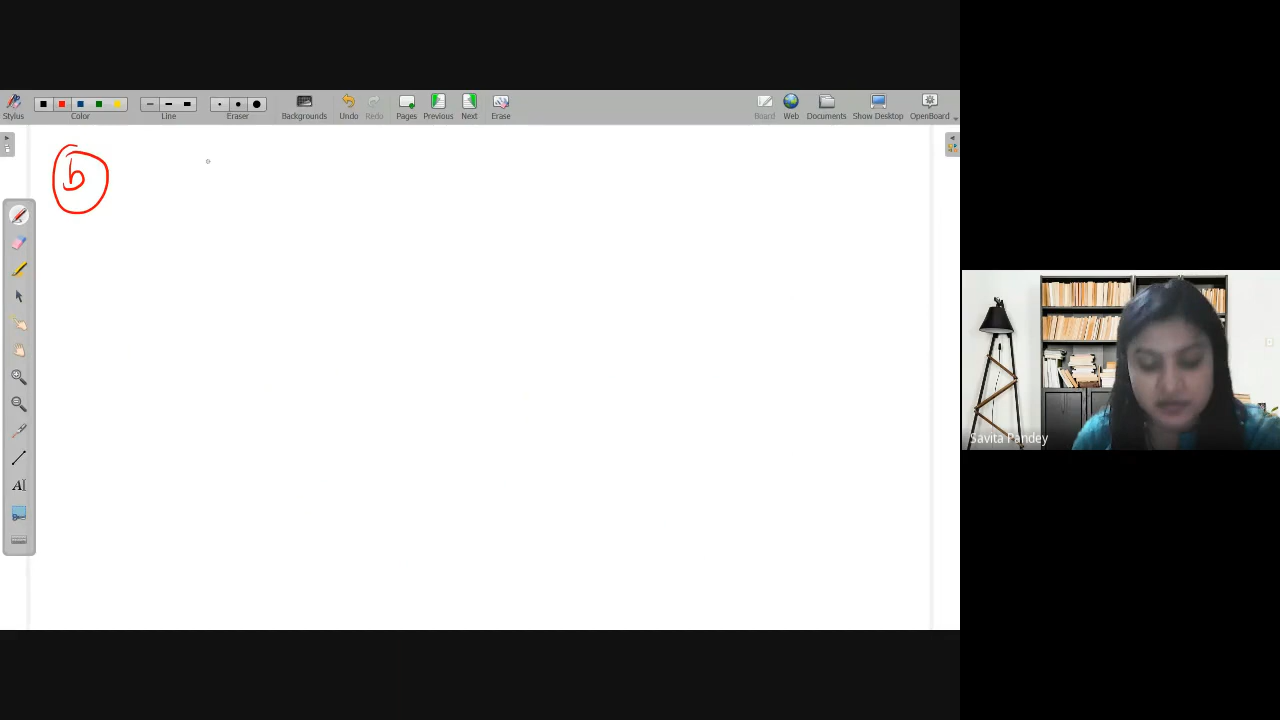 Stylus Color Line Eraser Backgrounds Undo Redo Pages Previous Next Erase Board Web Documents Show Desktop OpenBoard
b
AI
Savita Pandey